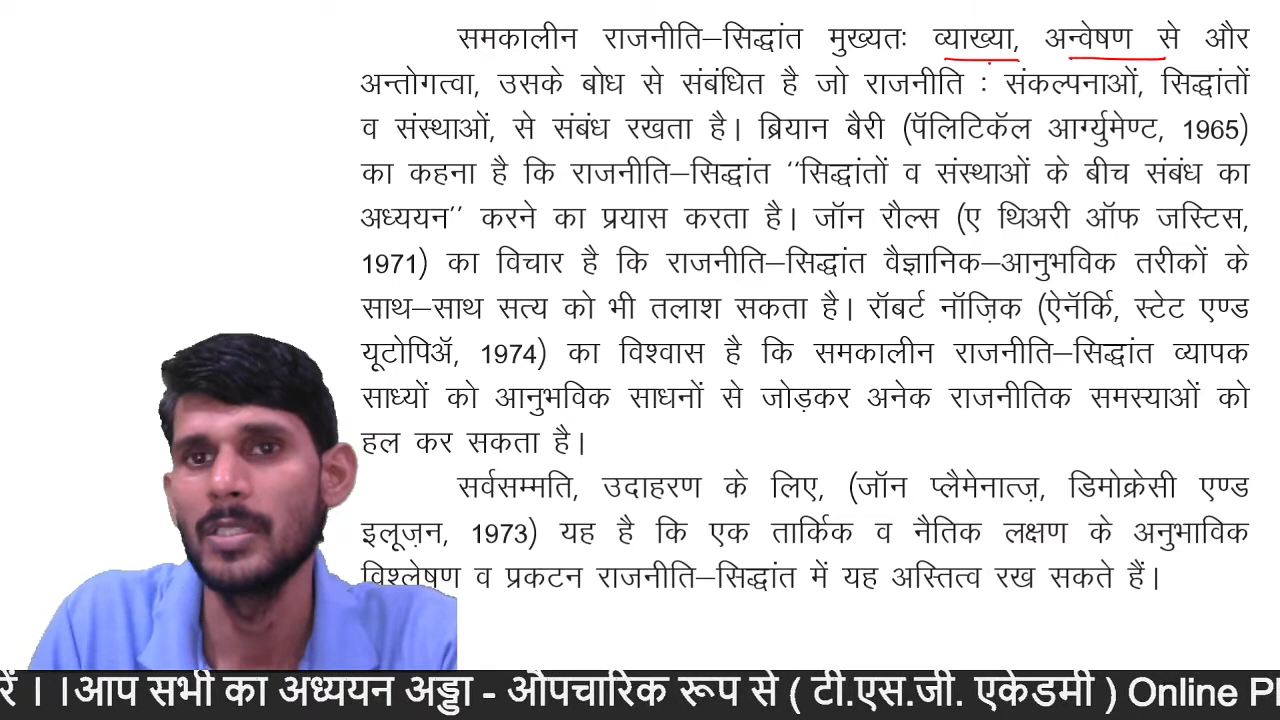 समकालीन राजनीति–सिद्धांत मुख्यतः व्याख्या, अन्वेषण से और
अन्तोगत्वा, उसके बोध से संबंधित है जो राजनीति : संकल्पनाओं, सिद्धांतों
व संस्थाओं, से संबंध रखता है। ब्रियान बैरी (पॉलिटिकॅल आर्ग्युमेण्ट, 1965)
का कहना है कि राजनीति–सिद्धांत ‘‘सिद्धांतों व संस्थाओं के बीच संबंध का
अध्ययन’’ करने का प्रयास करता है। जॉन रौल्स (ए थिअरी ऑफ जस्टिस,
1971) का विचार है कि राजनीति–सिद्धांत वैज्ञानिक–आनुभविक तरीकों के
साथ–साथ सत्य को भी तलाश सकता है। रॉबर्ट नॉज़िक (ऐनॅर्कि, स्टेट एण्ड
यूटोपिॲ, 1974) का विश्वास है कि समकालीन राजनीति–सिद्धांत व्यापक
साध्यों को आनुभविक साधनों से जोड़कर अनेक राजनीतिक समस्याओं को
हल कर सकता है।
सर्वसम्मति, उदाहरण के लिए, (जॉन प्लैमेनात्ज़, डिमोक्रेसी एण्ड
इलूज़न, 1973) यह है कि एक तार्किक व नैतिक लक्षण के अनुभाविक
विश्लेषण व प्रकटन राजनीति–सिद्धांत में यह अस्तित्व रख सकते हैं।
रें । ।आप सभी का अध्ययन अड्डा - औपचारिक रूप से ( टी.एस.जी. एकेडमी ) Online Pl